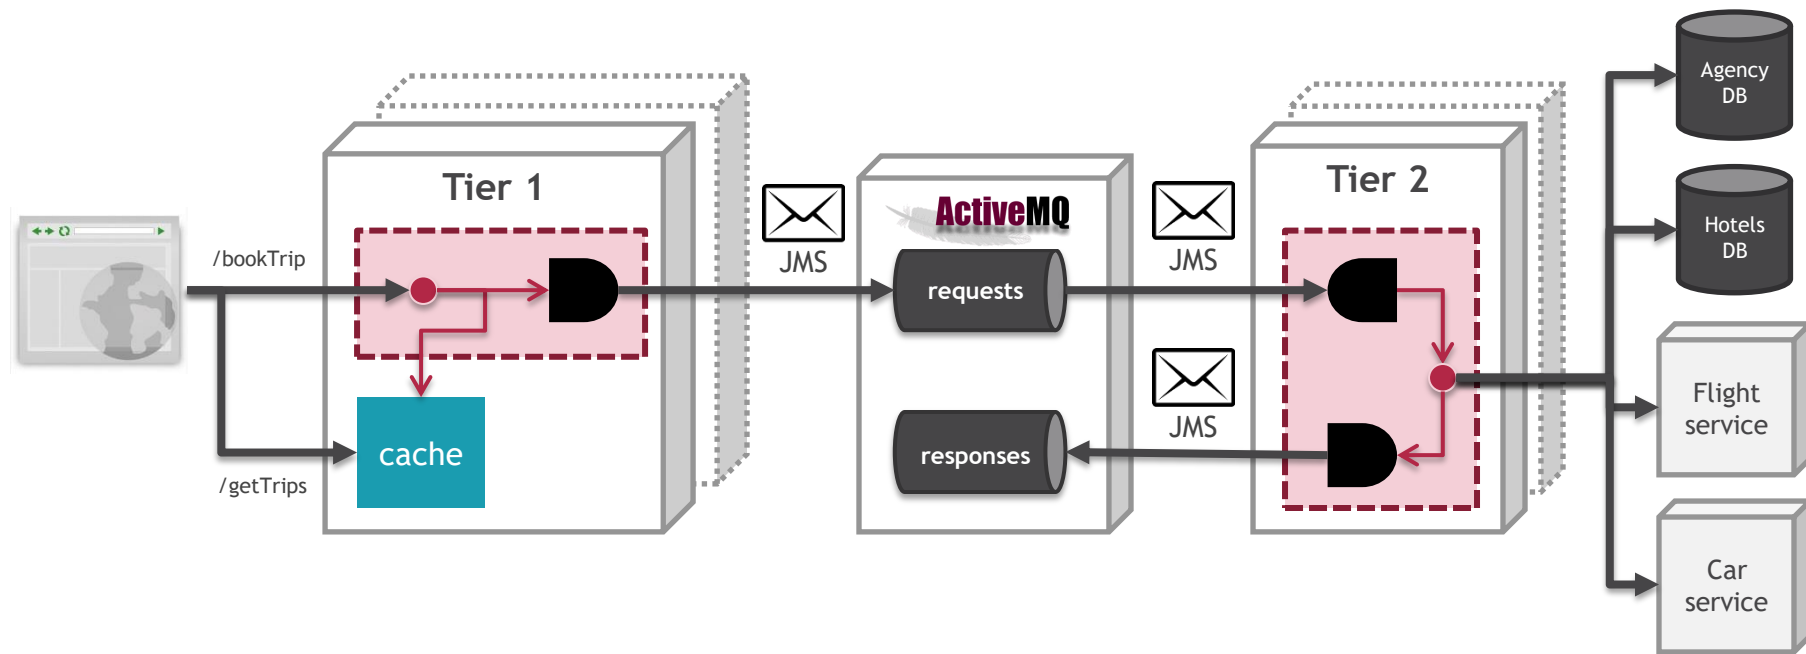 /bookTrip
/getTrips
Tier 1
cache
JMS
ActiveMQ
requests
responses
JMS
JMS
Tier 2
Agency
DB
Hotels
DB
Flight
service
Car
service